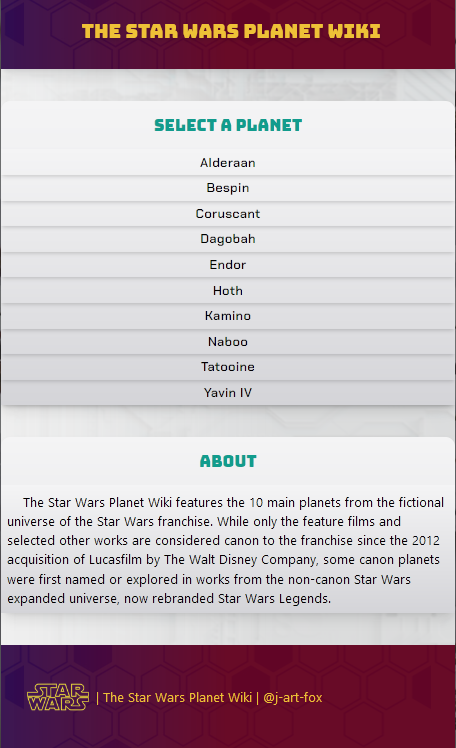 THE STAR WARS PLANET WIKI
SELECT A PLANET
Alderaan
Bespin
Coruscant
Dagobah
Endor
Hoth
Kamino
Naboo
Tatooine
Yavin IV
ABOUT
The Star Wars Planet Wiki features the 10 main planets from the fictional
universe of the Star Wars franchise. While only the feature films and
selected other works are considered canon to the franchise since the 2012
acquisition of Lucasfilm by The Walt Disney Company, some canon planets
were first named or explored in works from the non-canon Star Wars
expanded universe, now rebranded Star Wars Legends.
STAR
WARS | The Star Wars Planet Wiki | @j-art-fox